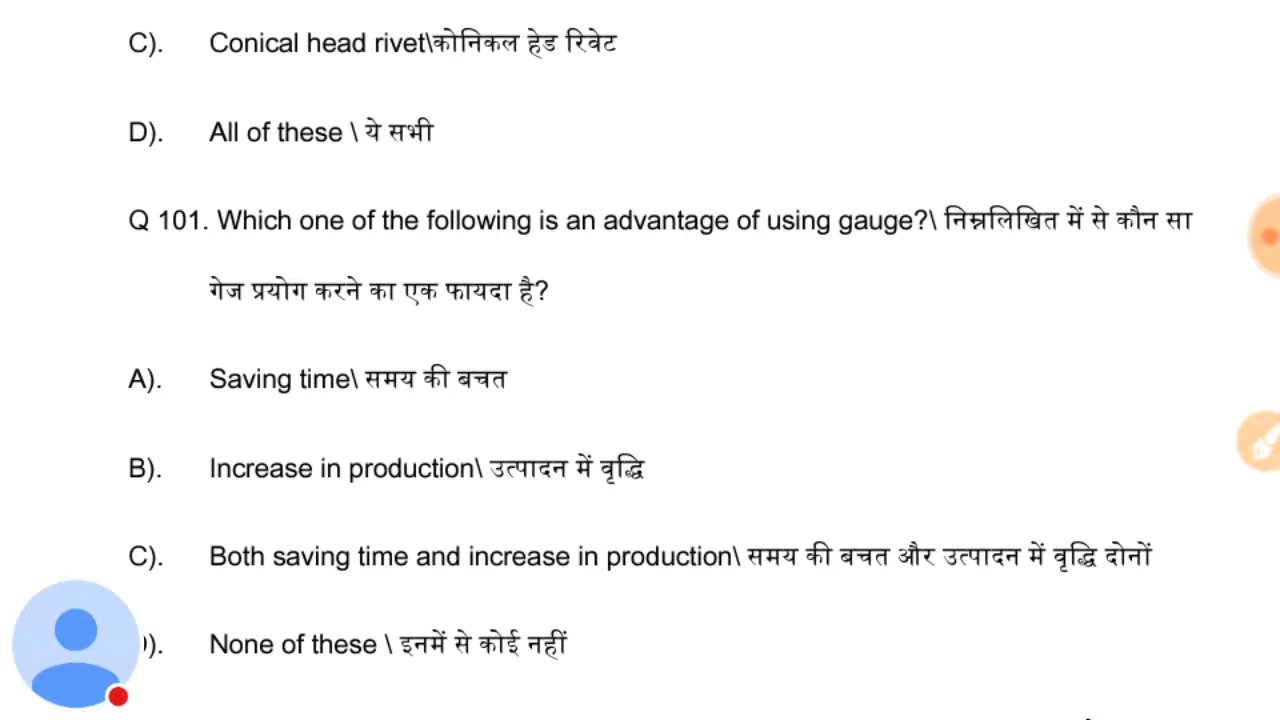 C). Conical head rivet\कोनिकल हेड रिवेट
D). All of these \ ये सभी
Q 101. Which one of the following is an advantage of using gauge?\ निम्नलिखित में से कौन सा
गेज प्रयोग करने का एक फायदा है?
A). Saving time\ समय की बचत
B). Increase in production\ उत्पादन में वृद्धि
C). Both saving time and increase in production\ समय की बचत और उत्पादन में वृद्धि दोनों
). None of these \ इनमें से कोई नहीं